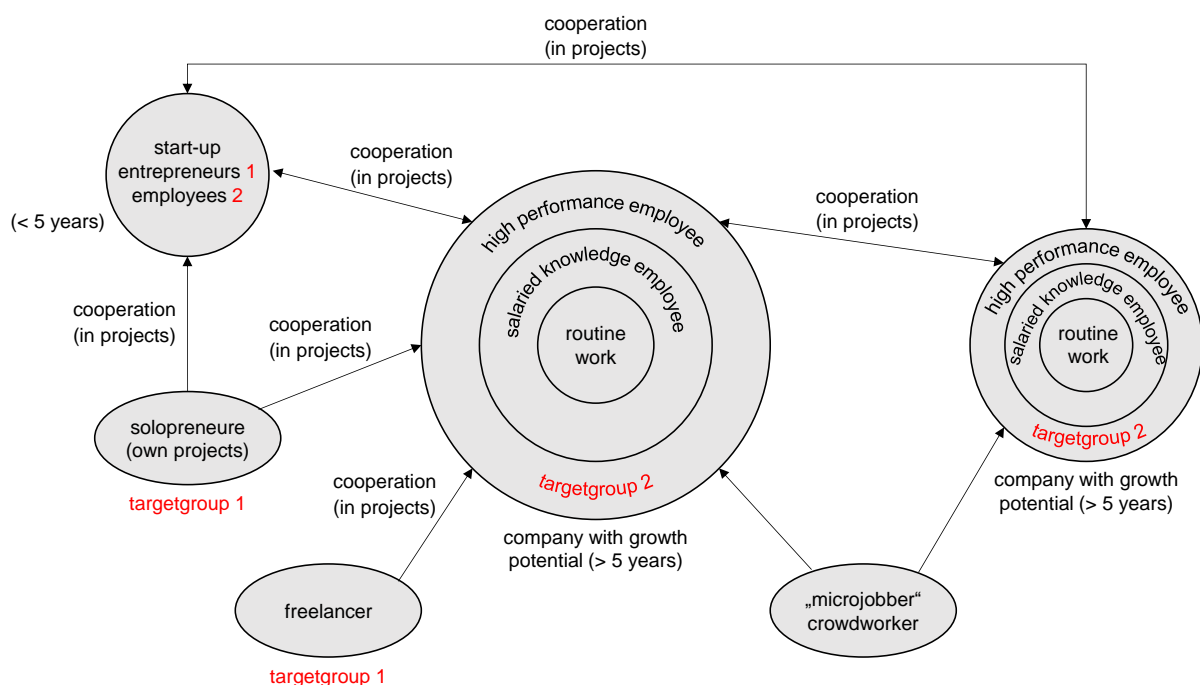 cooperation
(in projects)
start-up
entrepreneurs 1
employees 2
(< 5 years)
cooperation
(in projects)
cooperation
(in projects)
high performance employee
salaried knowledge employee
routine
work
targetgroup 2
company with growth
potential (> 5 years)
high performance employee
salaried knowledge employee
routine
work
targetgroup 2
company with growth
potential (> 5 years)
cooperation
(in projects)
cooperation
(in projects)
solopreneure
(own projects)
targetgroup 1
cooperation
(in projects)
freelancer
targetgroup 1
„microjobber“
crowdworker